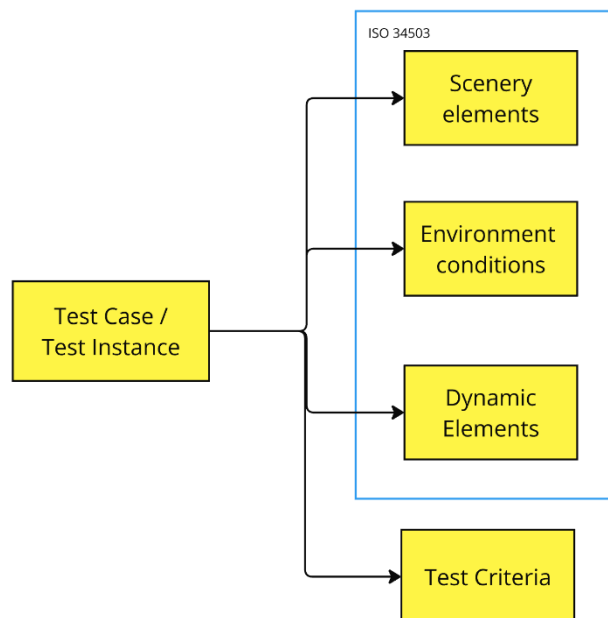 ISO 34503
Scenery
elements
Environment
conditions
Test Case /
Test Instance
Dynamic
Elements
Test Criteria